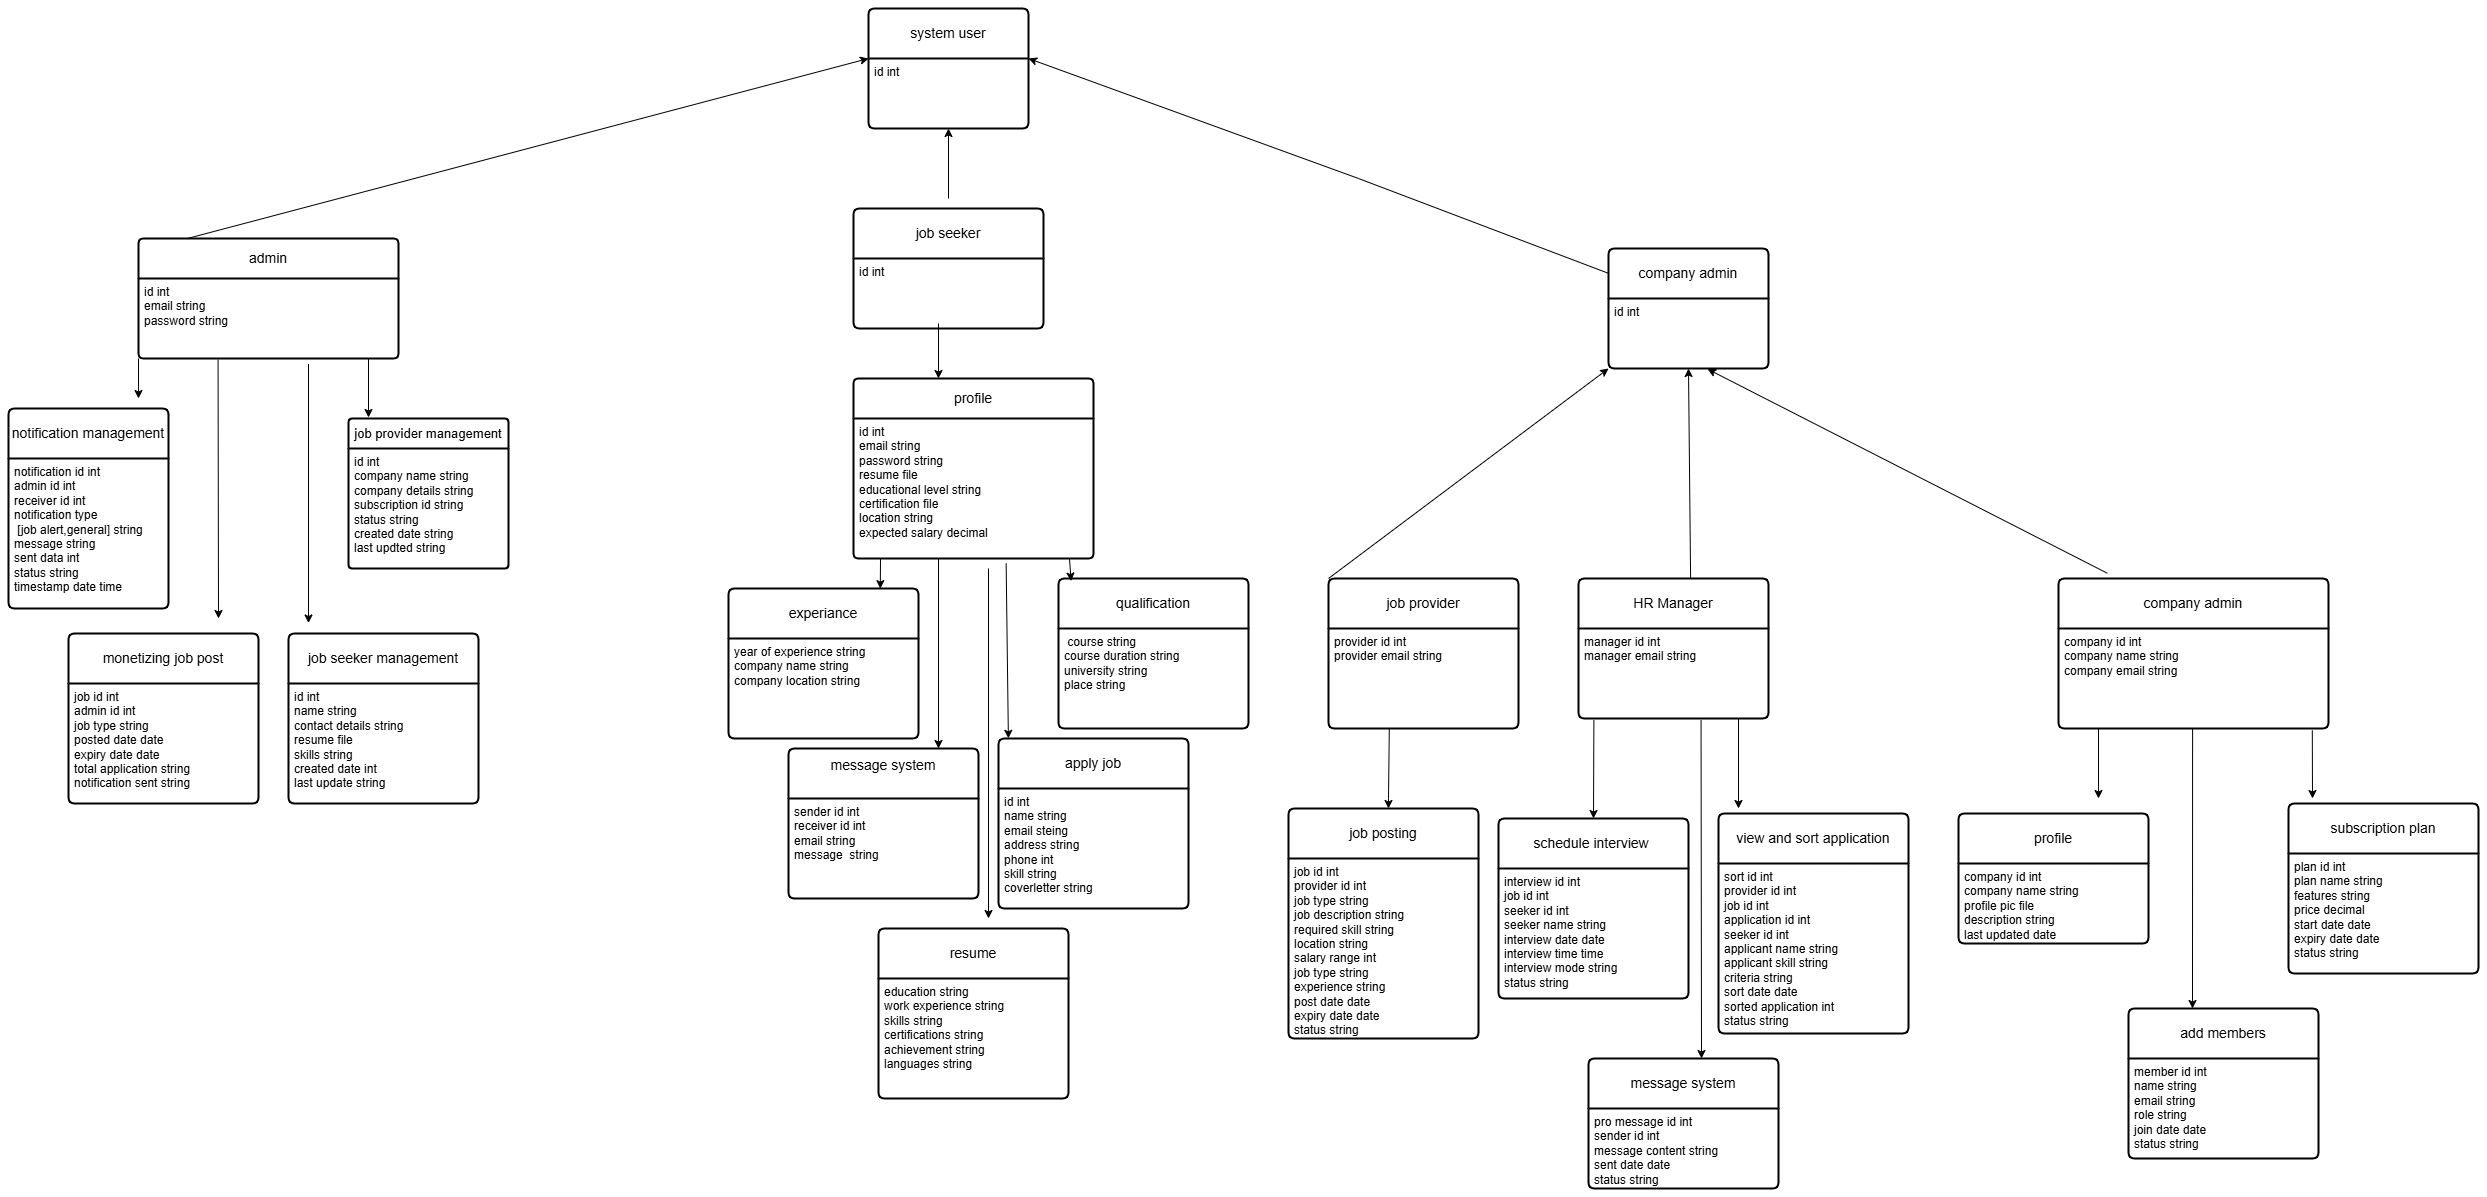 system user
id int
admin
id int
email string
password string
job seeker
id int
company admin
id int
notification management
notification id int
admin id int
receiver id int
notification type
[job alert,general] string
message string
sent data int
status string
timestamp date time
job provider management
id int
company name string
company details string
subscription id string
status string
created date string
last updted string
monetizing job post
job id int
admin id int
job type string
posted date date
expiry date date
total application string
notification sent string
job seeker management
id int
name string
contact details string
resume file
skills string
created date int
last update string
profile
id int
email string
password string
resume file
educational level string
certification file
location string
expected salary decimal
experiance
year of experience string
company name string
company location string
qualification
course string
course duration string
university string
place string
message system
sender id int
receiver id int
email string
message  string
apply job
id int
name string
email steing
address string
phone int
skill string
coverletter string
resume
education string
work experience string
skills string
certifications string
achievement string
languages string
job provider
provider id int
provider email string
HR Manager
manager id int
manager email string
company admin
company id int
company name string
company email string
job posting
job id int
provider id int
job type string
job description string
required skill string
location string
salary range int
job type string
experience string
post date date
expiry date date
status string
schedule interview
interview id int
job id int
seeker id int
seeker name string
interview date date
interview time time
interview mode string
status string
view and sort application
sort id int
provider id int
job id int
application id int
seeker id int
applicant name string
applicant skill string
criteria string
sort date date
sorted application int
status string
message system
pro message id int
sender id int
message content string
sent date date
status string
profile
company id int
company name string
profile pic file
description string
last updated date
subscription plan
plan id int
plan name string
features string
price decimal
start date date
expiry date date
status string
add members
member id int
name string
email string
role string
join date date
status string